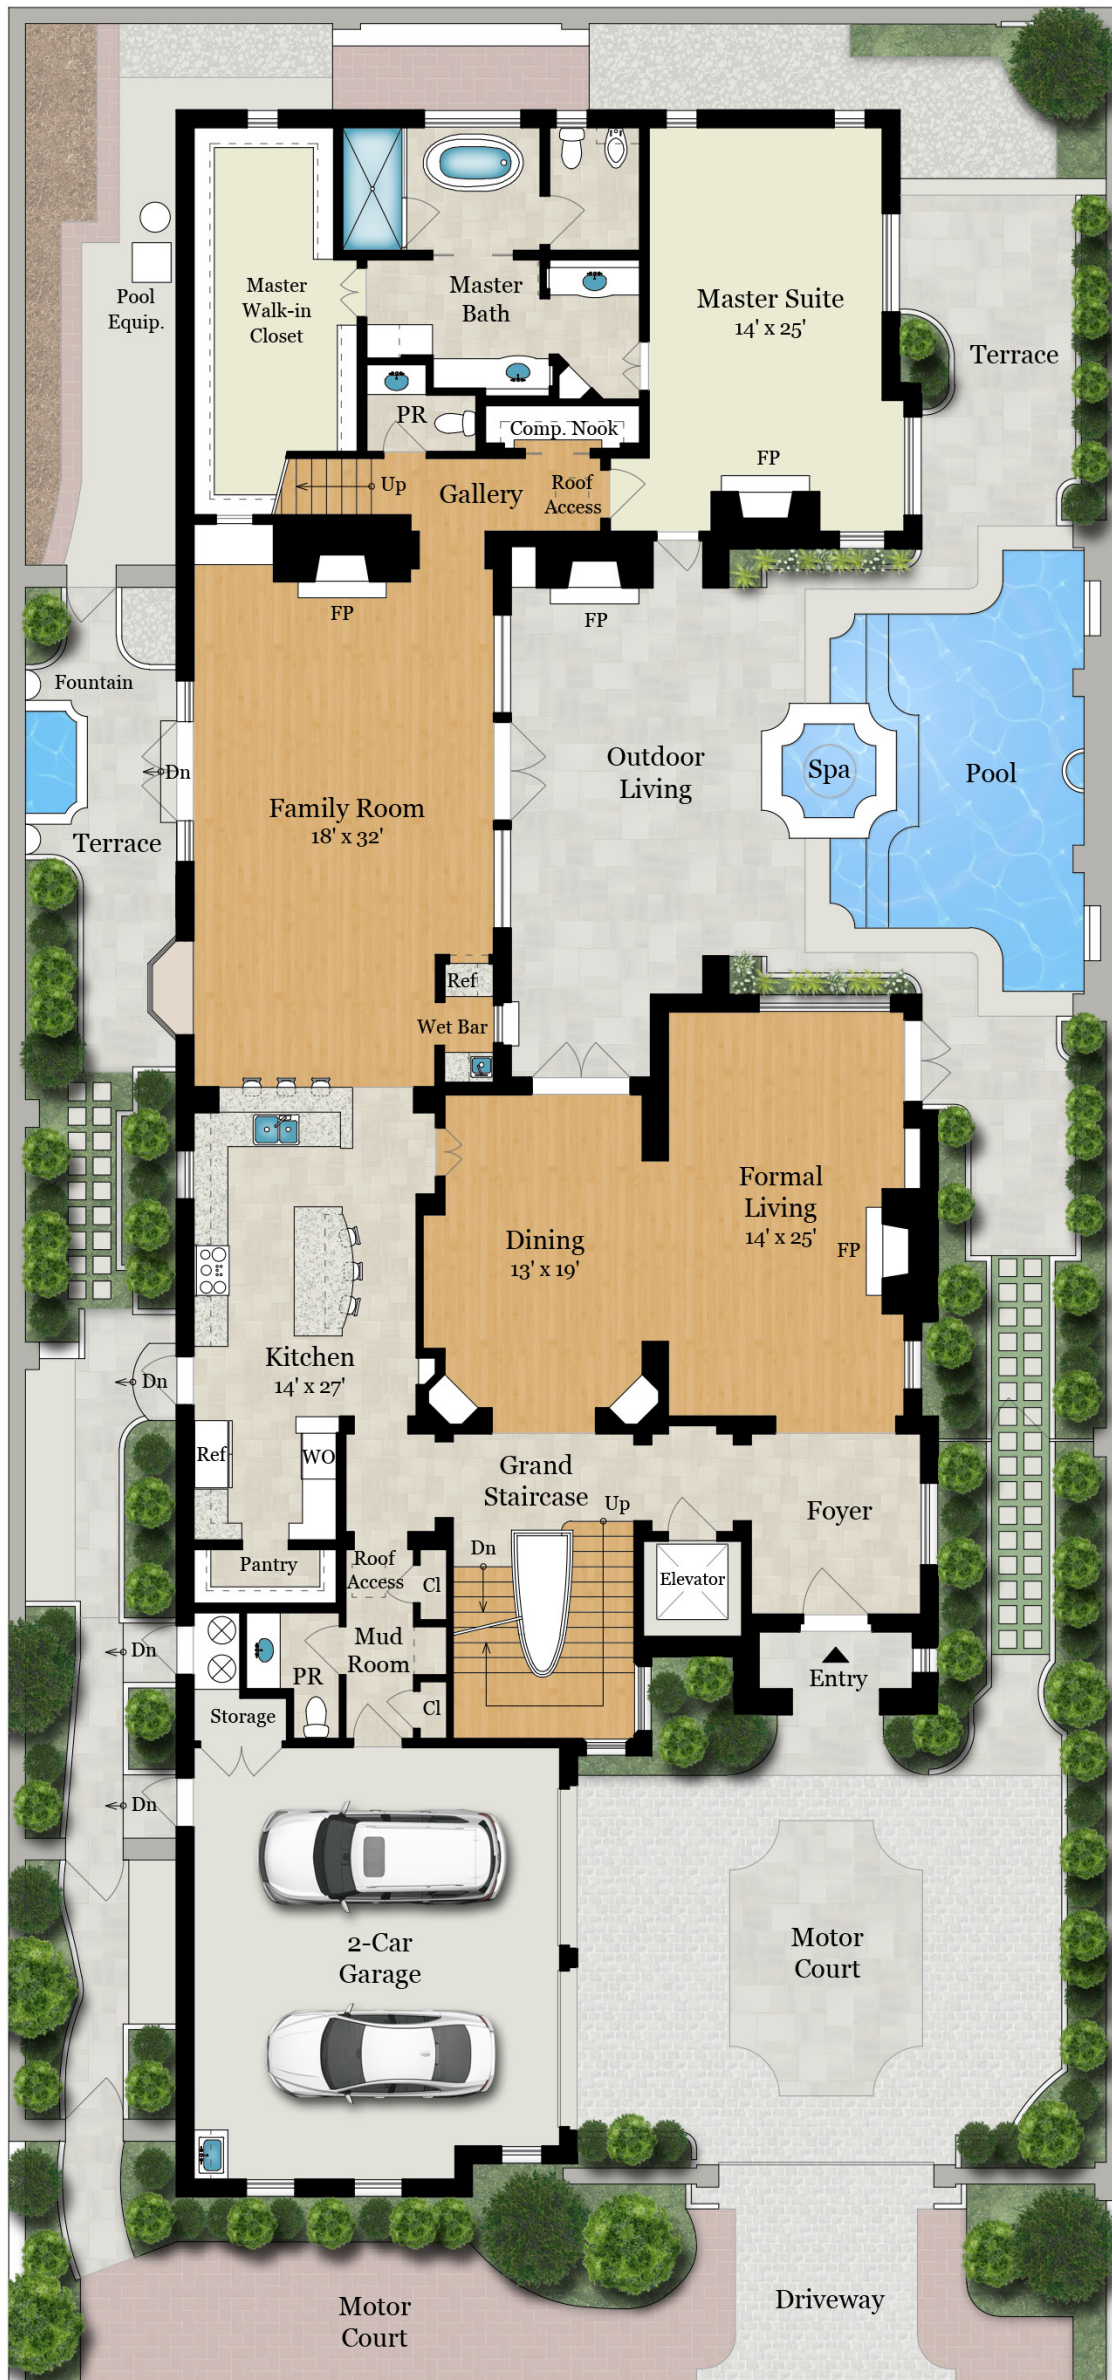 Pool
Equip.
Master
Walk-in
Closet
Master
Bath
Master Suite
14' x 25'
Terrace
PR
Comp. Nook
FP
Up
Gallery
Roof
Access
FP
FP
Fountain
Dn
Terrace
Family Room
18' x 32'
Outdoor
Living
Spa
Pool
Ref
Wet Bar
Formal
Living
14' x 25'
FP
Dining
13' x 19'
Kitchen
14' x 27'
Dn
Ref
WO
Grand
Staircase
Up
Dn
Foyer
Pantry
Roof
Access
Cl
Elevator
Dn
Mud
Room
PR
Cl
Entry
Storage
Dn
2-Car
Garage
Motor
Court
Motor
Court
Driveway